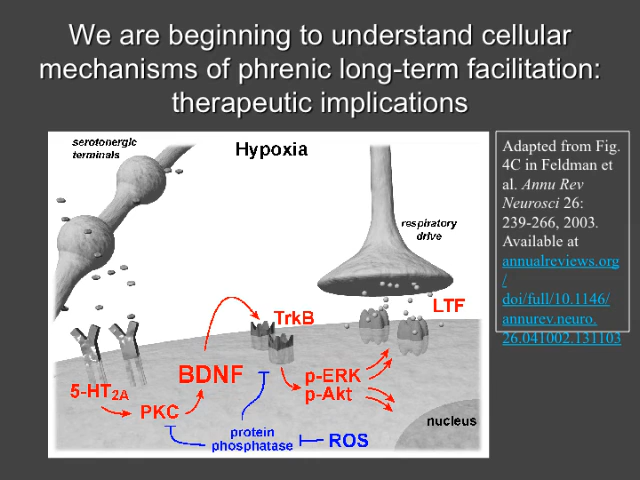 We are beginning to understand cellular
mechanisms of phrenic long-term facilitation:
therapeutic implications
serotonergic
terminals
Hypoxia
respiratory
drive
LTF
TrkB
BDNF
5-HT2A
PKC
p-ERK
p-Akt
nucleus
protein
phosphatase
ROS
Adapted from Fig.
4C in Feldman et
al. Annu Rev
Neurosci 26:
239-266, 2003.
Available at
annualreviews.org
/
doi/full/10.1146/
annurev.neuro.
26.041002.131103